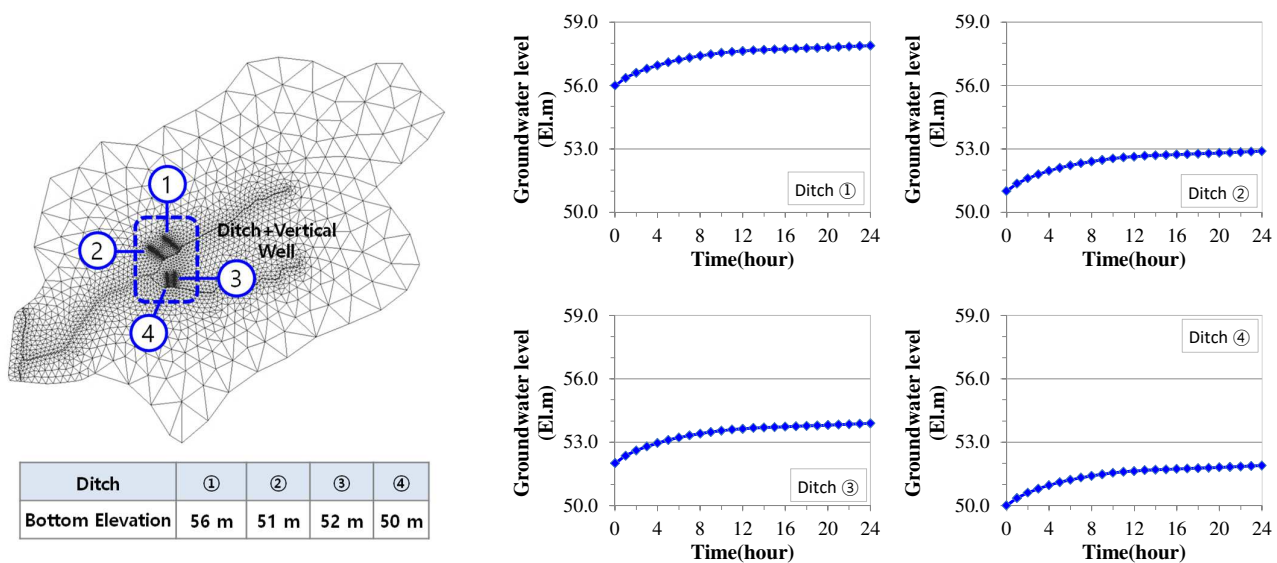 1
2
Ditch+Vertical
Well
3
4
Ditch ① ② ③ ④
Bottom Elevation 56 m 51 m 52 m 50 m
Groundwater level
(El.m)
59.0
56.0
53.0
50.0
Ditch ①
0 4 8 12 16 20 24
Time(hour)
Groundwater level
(El.m)
59.0
56.0
53.0
50.0
Ditch ②
0 4 8 12 16 20 24
Time(hour)
Groundwater level
(El.m)
59.0
56.0
53.0
50.0
Ditch ③
0 4 8 12 16 20 24
Time(hour)
Groundwater level
(El.m)
59.0
56.0
53.0
50.0
Ditch ④
0 4 8 12 16 20 24
Time(hour)